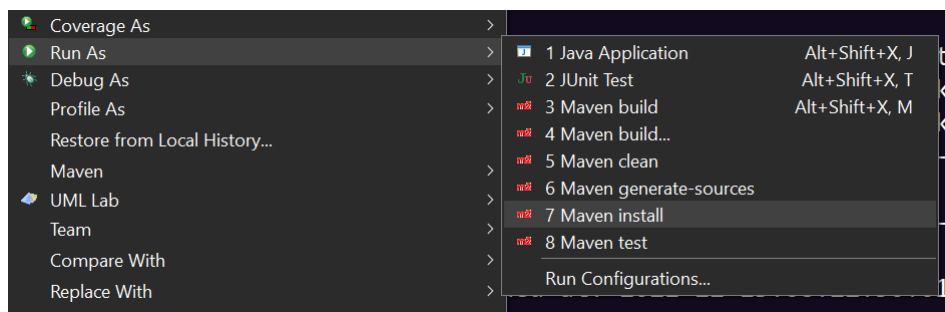 Coverage As
Run As
Debug As
Profile As
Restore from Local History...
Maven
UML Lab
Team
Compare With
Replace With
1 Java Application Alt+Shift+X, J
2 JUnit Test Alt+Shift+X, T
3 Maven build Alt+Shift+X, M
4 Maven build...
5 Maven clean
6 Maven generate-sources
7 Maven install
8 Maven test
Run Configurations...